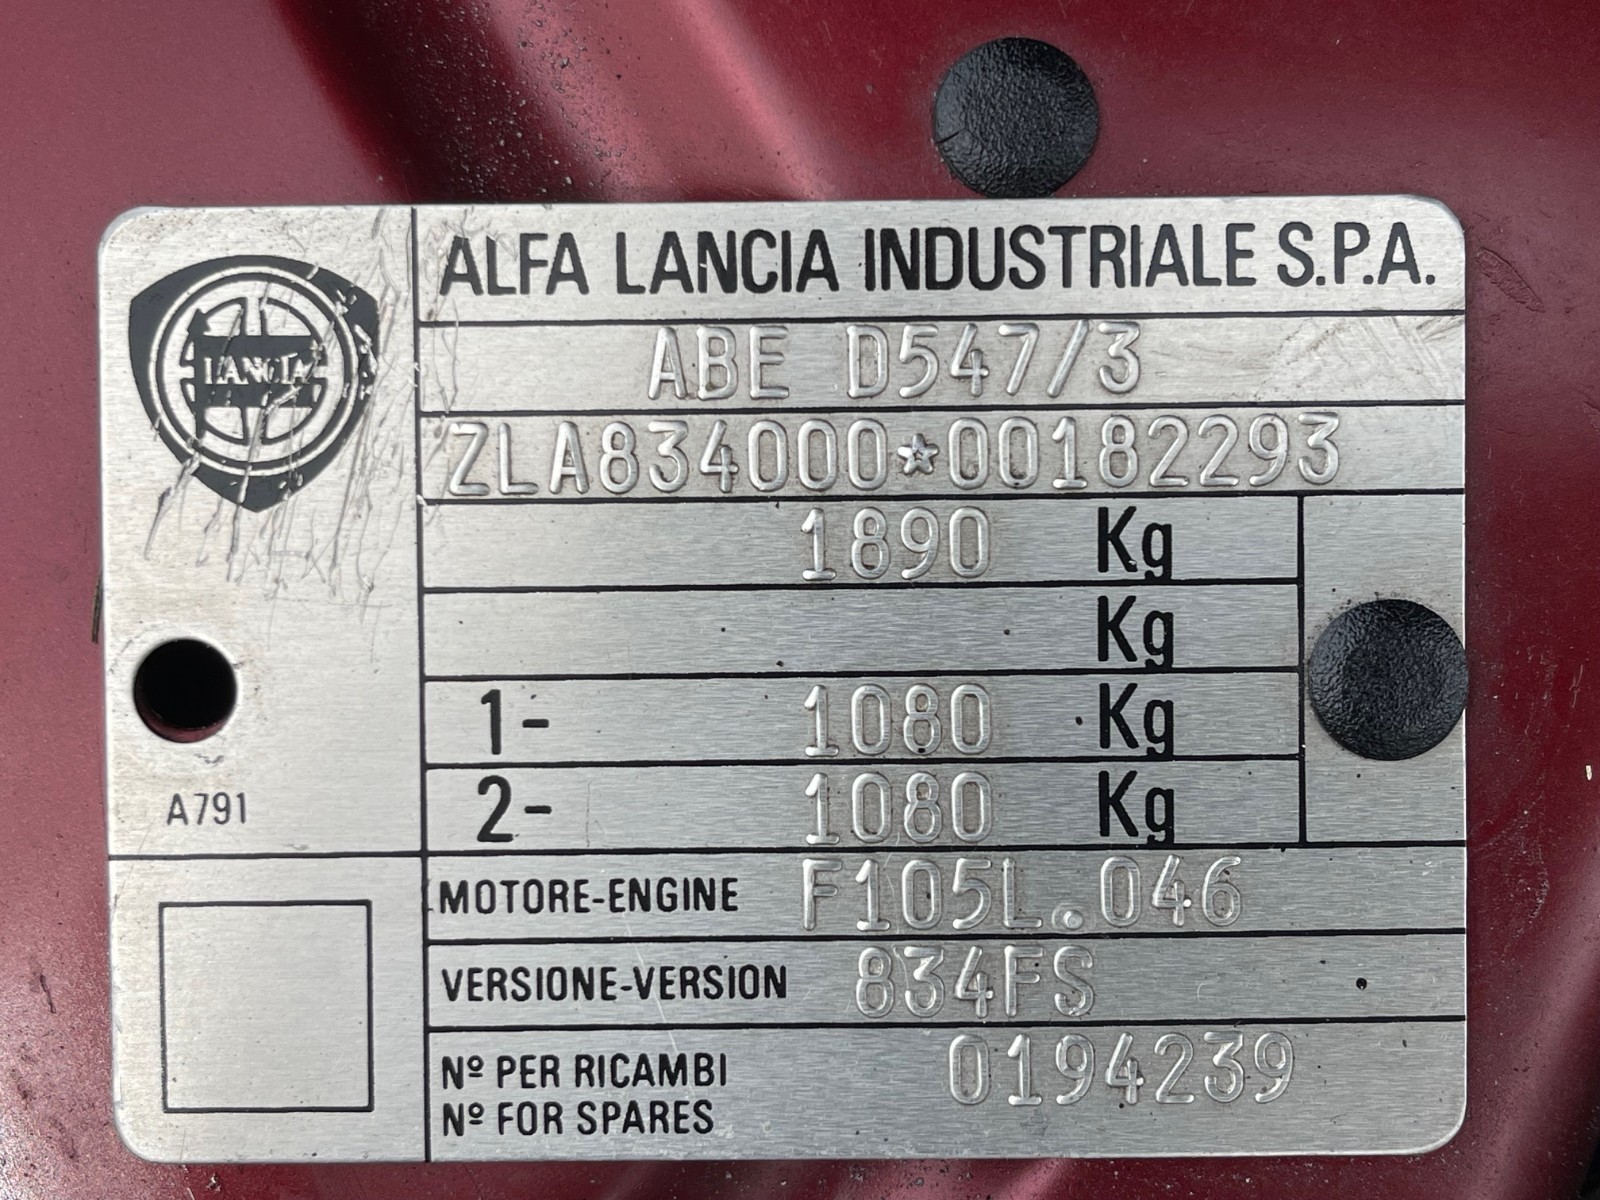 ALFA LANCIA INDUSTRIALE S.P.A.
LANCIA
ABE D547/3
ZLA834000*00182293
1890 Kg
Kg
1- 1080 Kg
2- 1080 Kg
A791
MOTORE-ENGINE F105L.046
VERSIONE-VERSION 834FS
Nº PER RICAMBI 0194239
Nº FOR SPARES